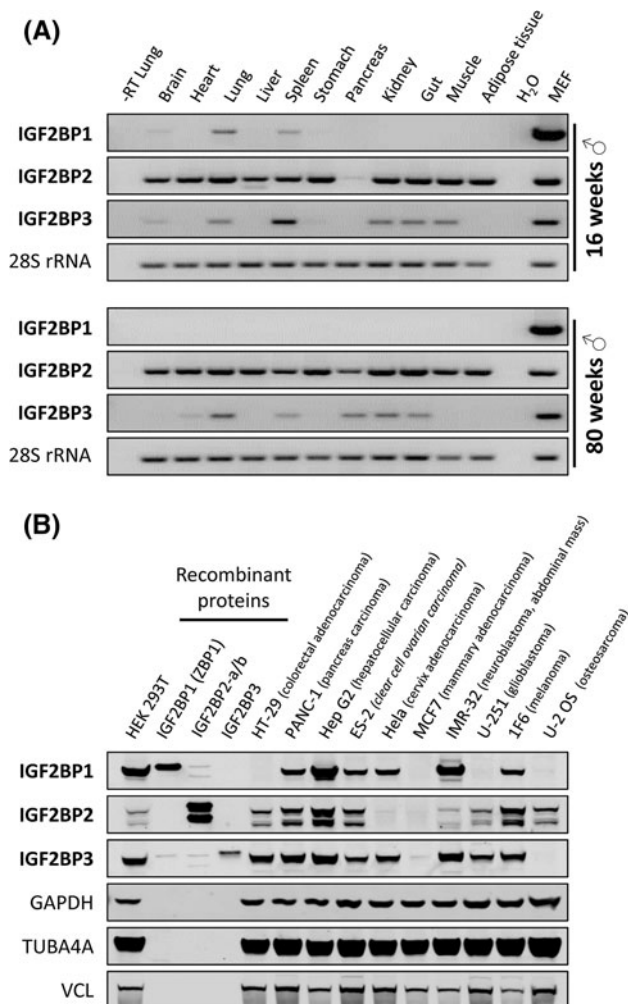 (A)
-RT Lung
Brain
Heart
Lung
Liver
Spleen
Stomach
Pancreas
Kidney
Gut
Muscle
Adipose tissue
H₂O
MEF
IGF2BP1
IGF2BP2
IGF2BP3
28S rRNA
♂
16 weeks
IGF2BP1
IGF2BP2
IGF2BP3
28S rRNA
♂
80 weeks
(B)
Recombinant
proteins
HEK 293T
IGF2BP1 (ZBP1)
IGF2BP2-a/b
IGF2BP3
HT-29 (colorectal adenocarcinoma)
PANC-1 (pancreas carcinoma)
Hep G2 (hepatocellular carcinoma)
ES-2 (clear cell ovarian carcinoma)
Hela (cervix adenocarcinoma)
MCF7 (mammary adenocarcinoma)
IMR-32 (neuroblastoma, abdominal mass)
U-251 (glioblastoma)
1F6 (melanoma)
U-2 OS (osteosarcoma)
IGF2BP1
IGF2BP2
IGF2BP3
GAPDH
TUBA4A
VCL